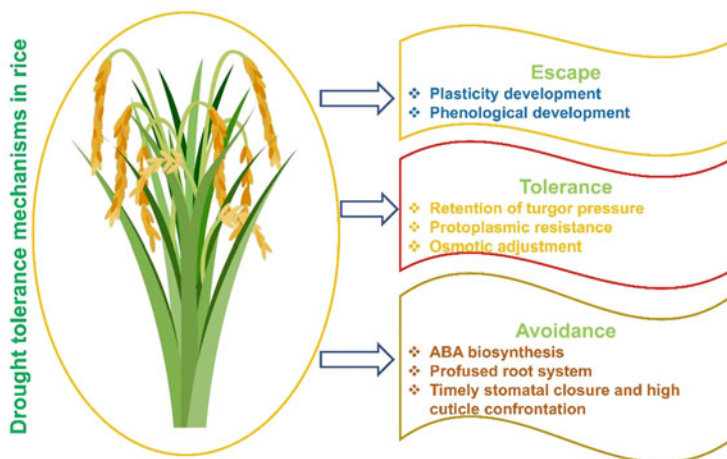 Drought tolerance mechanisms in rice
Escape
❖ Plasticity development
❖ Phenological development
Tolerance
❖ Retention of turgor pressure
❖ Protoplasmic resistance
❖ Osmotic adjustment
Avoidance
❖ ABA biosynthesis
❖ Profused root system
❖ Timely stomatal closure and high
cuticle confrontation